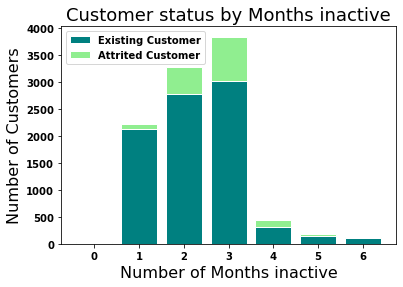 Customer status by Months inactive
Existing Customer
Attrited Customer
Number of Customers
4000
3500
3000
2500
2000
1500
1000
500
0
0 1 2 3 4 5 6
Number of Months inactive